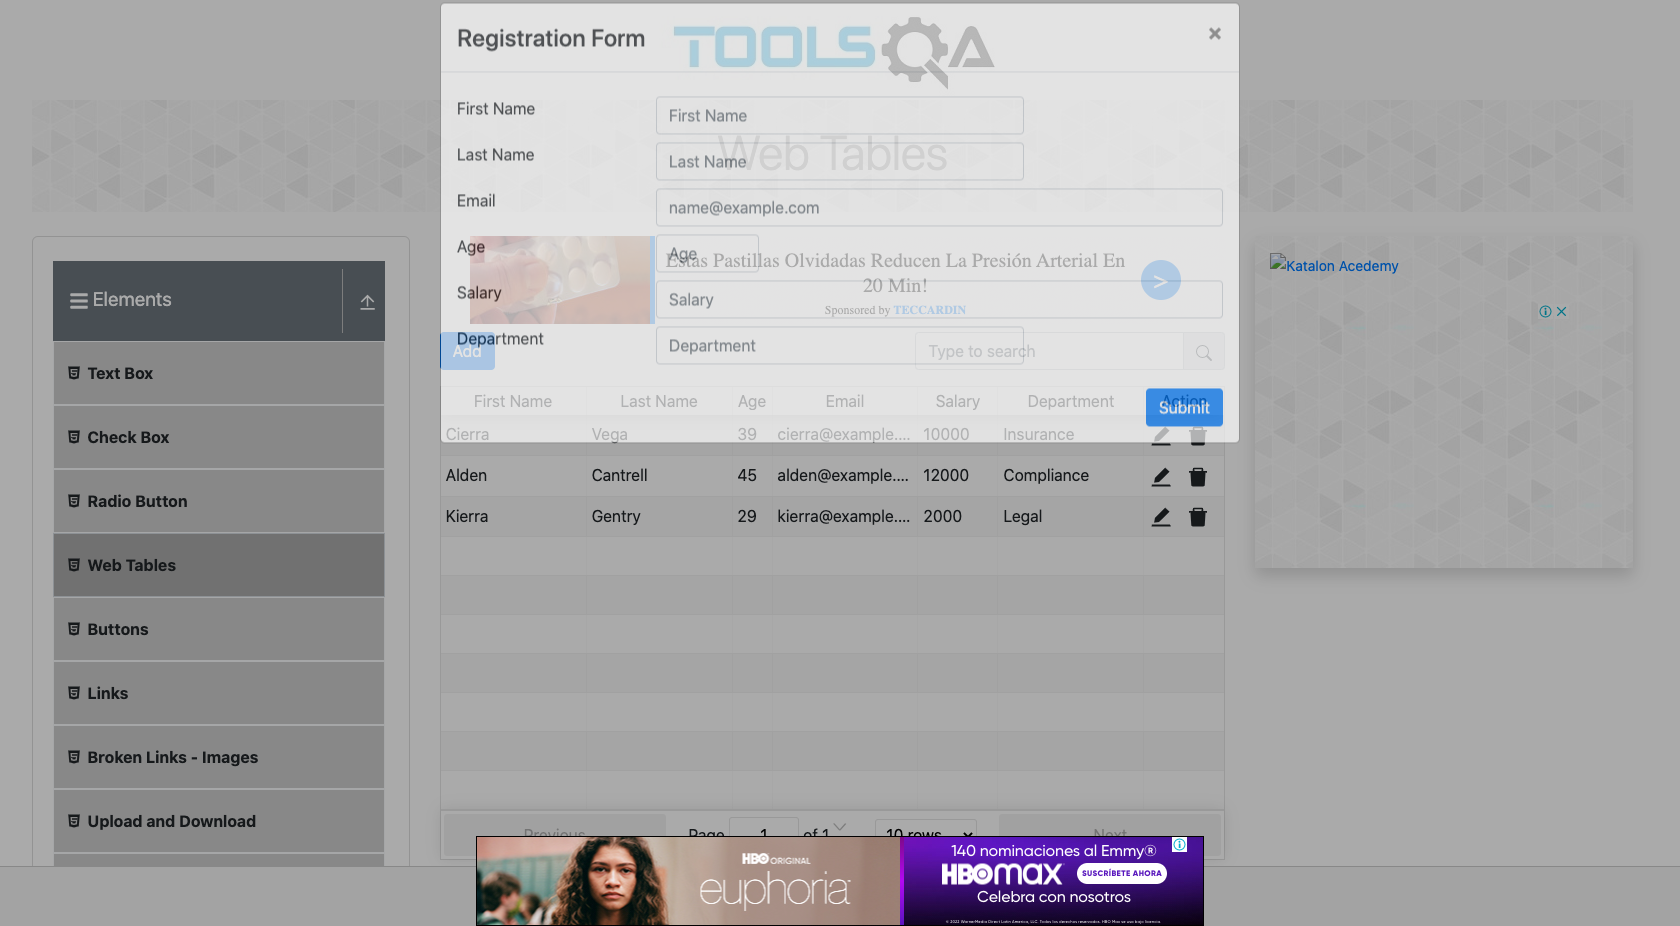 Registration Form
×
TOOLSQA
First Name
First Name
Web Tables
Last Name
Last Name
Email
name@example.com
Age
Age
Estas Pastillas Olvidadas Reducen La Presión Arterial En
20 Min!
Sponsored by TECCARDIN
Salary
Salary
Department
Department
Add
Type to search
Submit
First Name Last Name Age Email Salary Department Action
Cierra Vega 39 cierra@example.... 10000 Insurance
Alden Cantrell 45 alden@example.... 12000 Compliance
Kierra Gentry 29 kierra@example.... 2000 Legal
Previous Page 1 of 1 10 rows Next
Elements
Text Box
Check Box
Radio Button
Web Tables
Buttons
Links
Broken Links - Images
Upload and Download
Katalon Acedemy
HBO ORIGINAL
euphoria
140 nominaciones al Emmy®
HBOmax SUSCRÍBETE AHORA
Celebra con nosotros